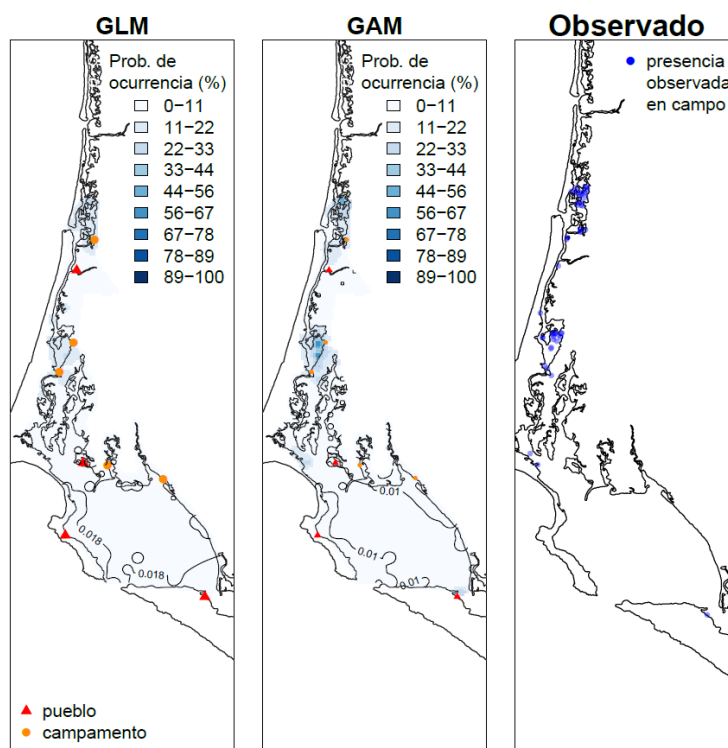 GLM
Prob. de
ocurrencia (%)
0−11
11−22
22−33
33−44
44−56
56−67
67−78
78−89
89−100
0.018
0.018
pueblo
campamento
GAM
Prob. de
ocurrencia (%)
0−11
11−22
22−33
33−44
44−56
56−67
67−78
78−89
89−100
0.01
0.01
0.01
Observado
presencia
observada
en campo